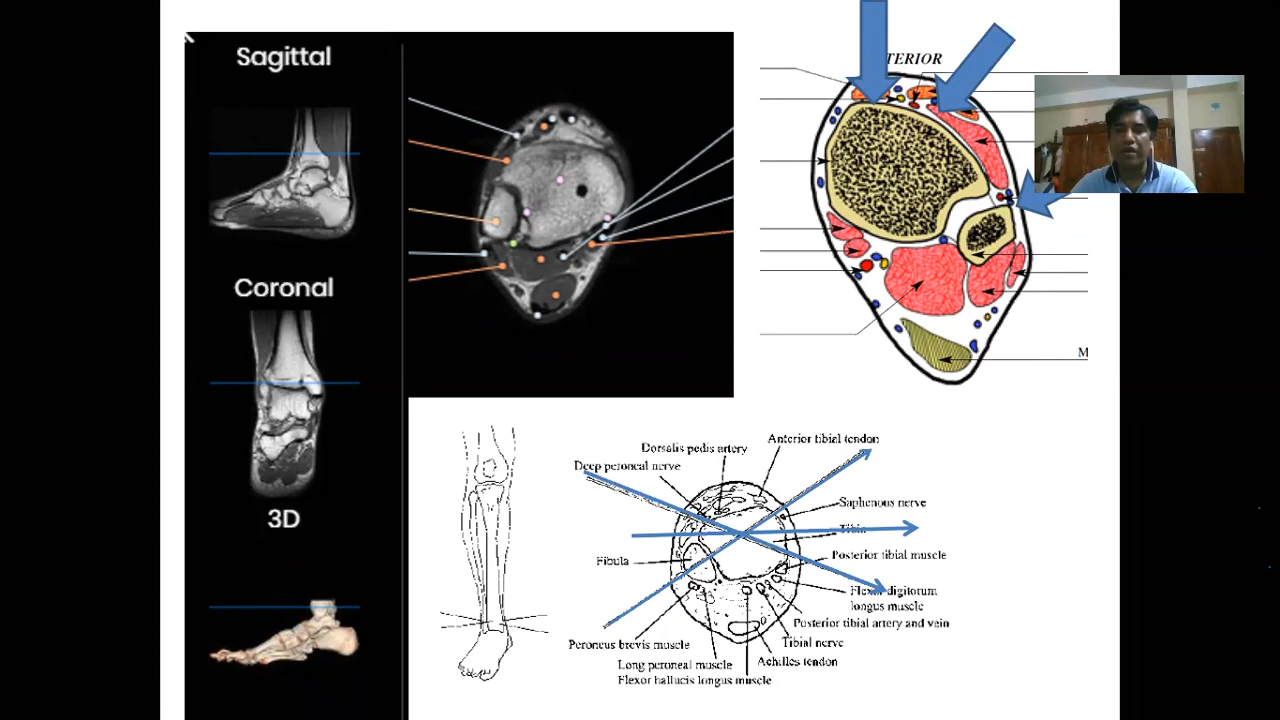 Sagittal
Coronal
3D
TERIOR
M
Dorsalis pedis artery
Anterior tibial tendon
Deep peroneal nerve
Saphenous nerve
Tibia
Posterior tibial muscle
Fibula
Flexor digitorum
longus muscle
Posterior tibial artery and vein
Peroneus brevis muscle
Tibial nerve
Long peroneal muscle
Achilles tendon
Flexor hallucis longus muscle